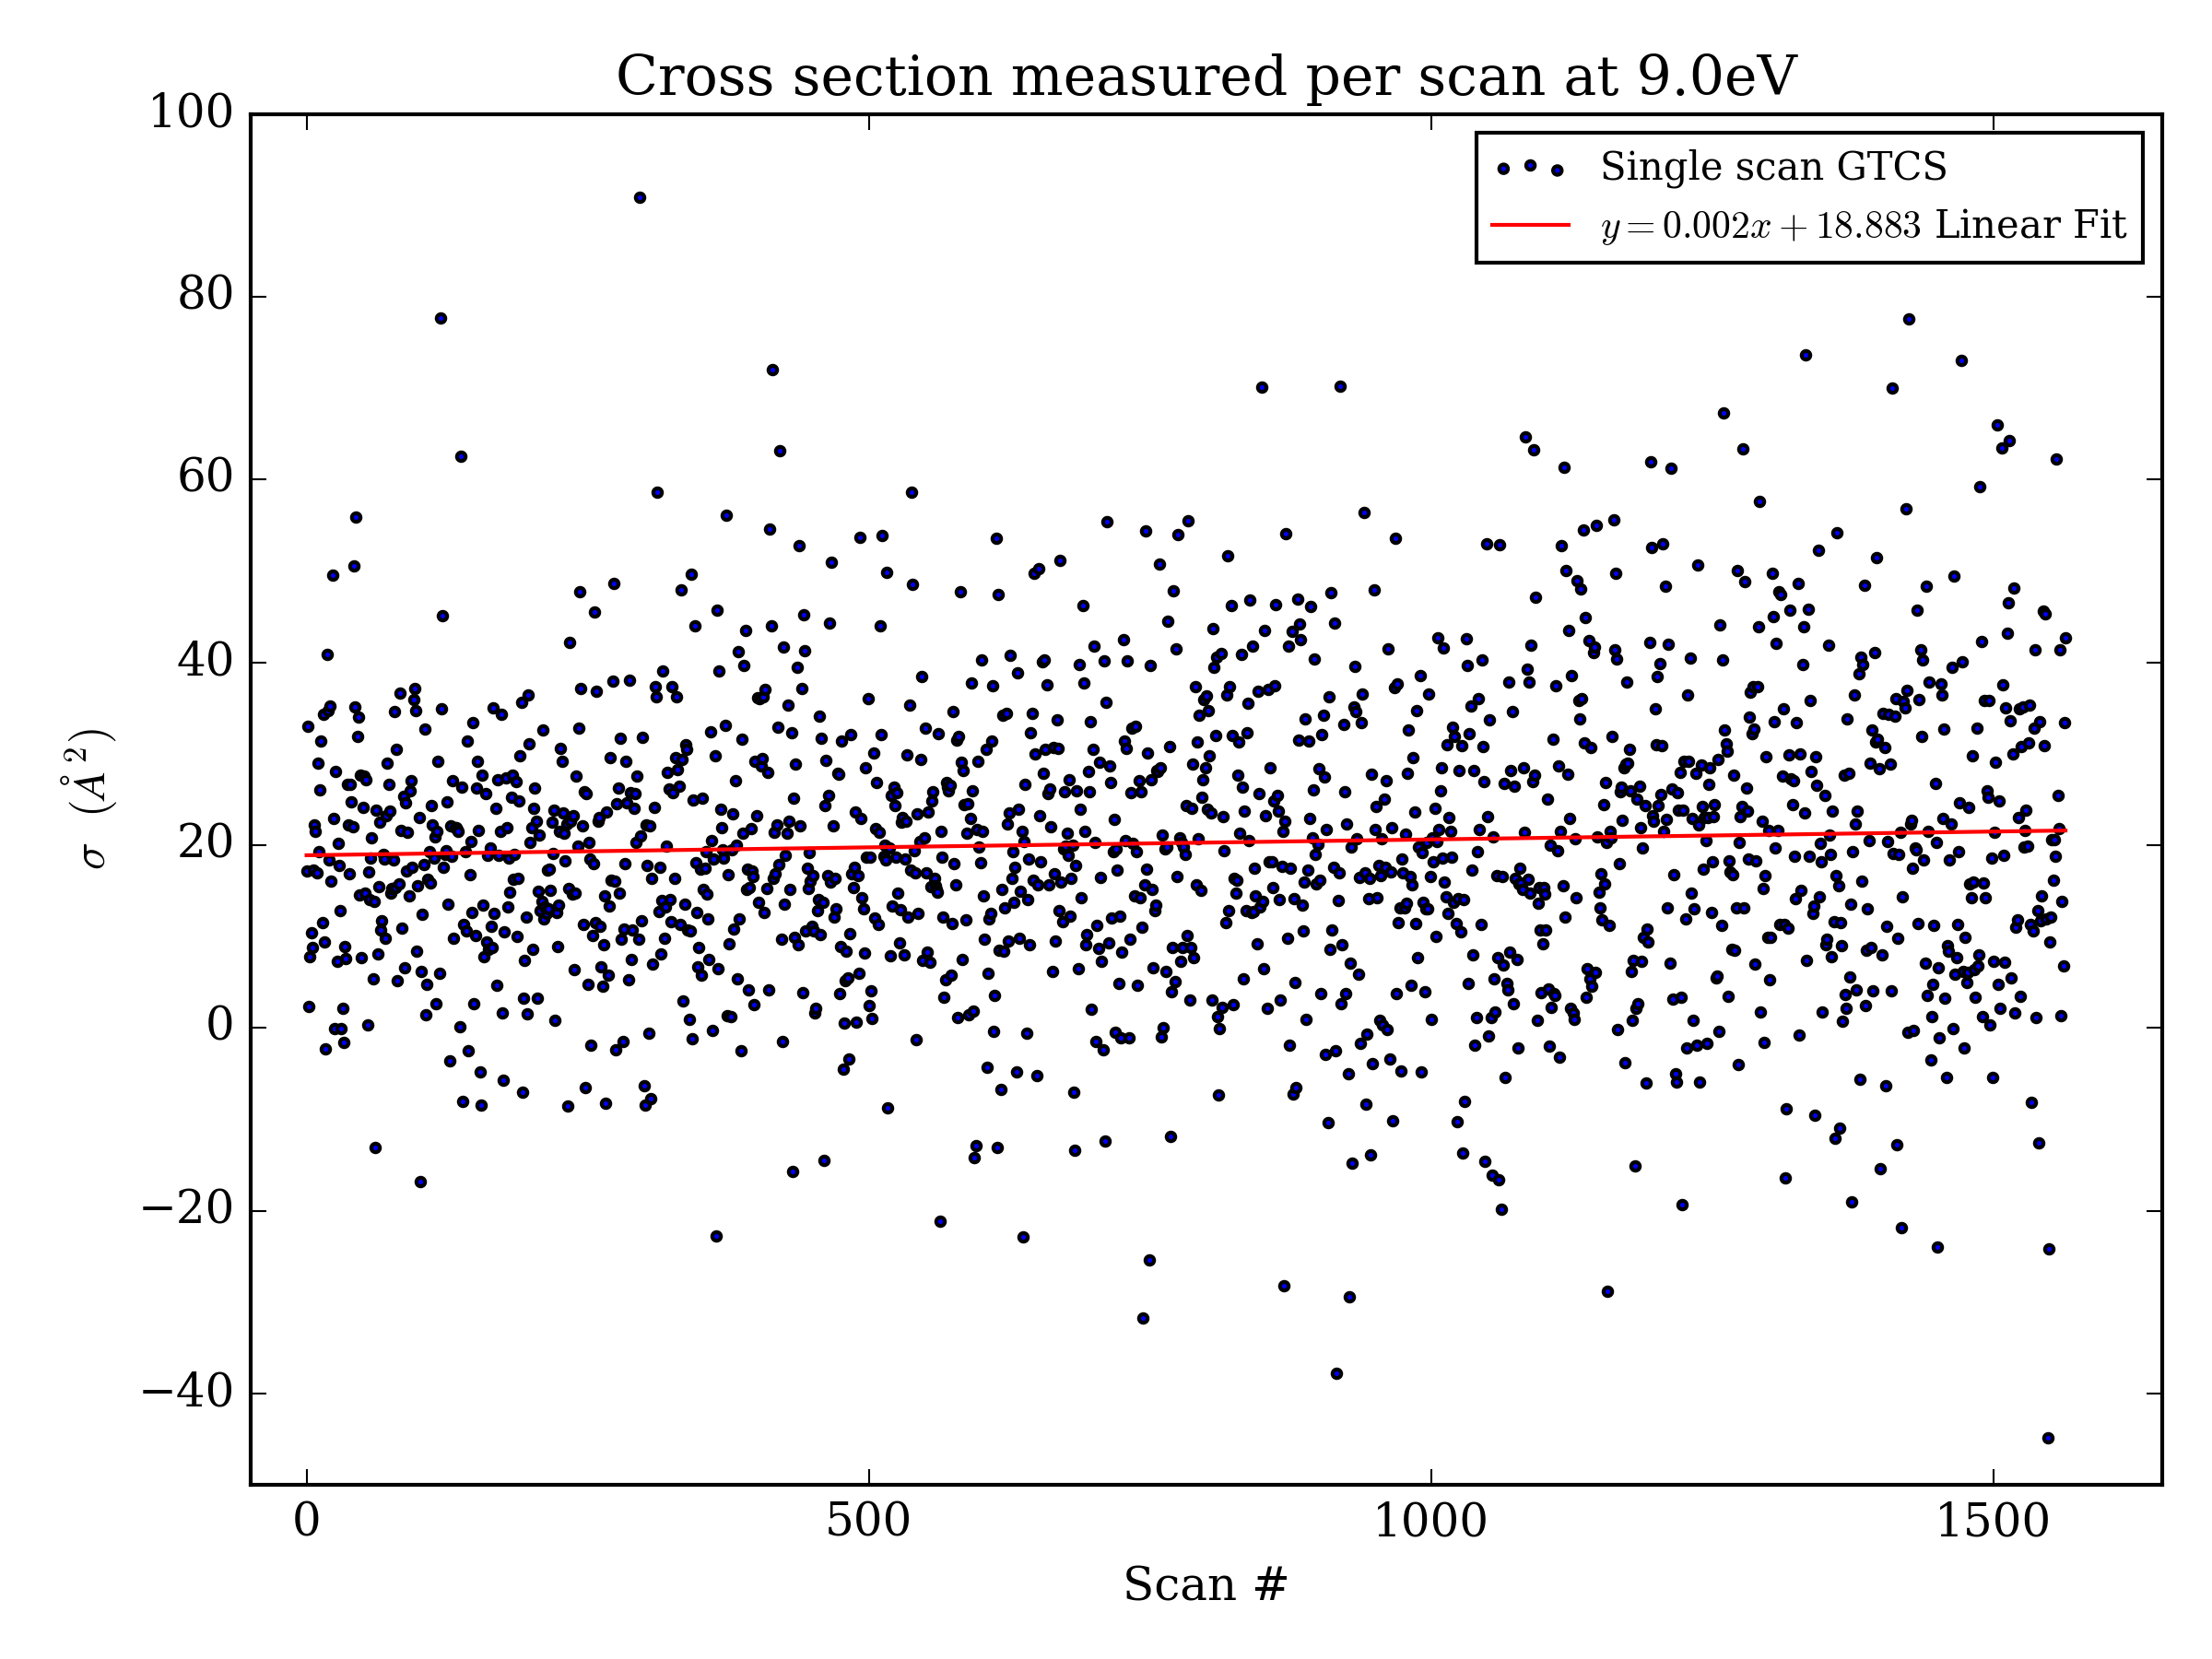 Cross section measured per scan at 9.0eV
Single scan GTCS
y = 0.002x + 18.883 Linear Fit
100
80
60
40
20
0
−20
−40
σ (Å²)
0 500 1000 1500
Scan #